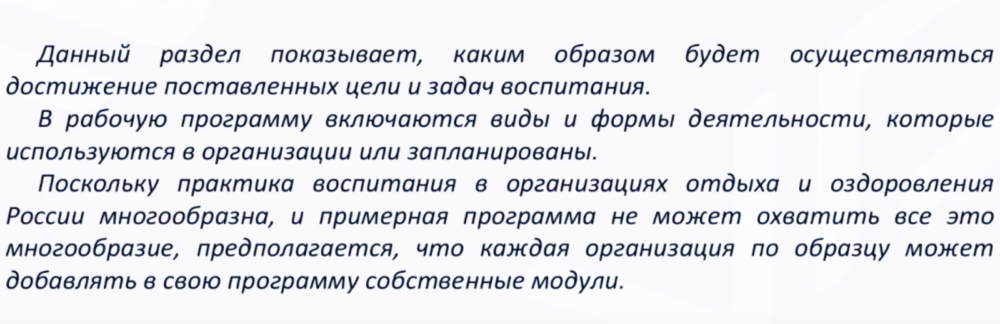 Данный раздел показывает, каким образом будет осуществляться
достижение поставленных цели и задач воспитания.
В рабочую программу включаются виды и формы деятельности, которые
используются в организации или запланированы.
Поскольку практика воспитания в организациях отдыха и оздоровления
России многообразна, и примерная программа не может охватить все это
многообразие, предполагается, что каждая организация по образцу может
добавлять в свою программу собственные модули.